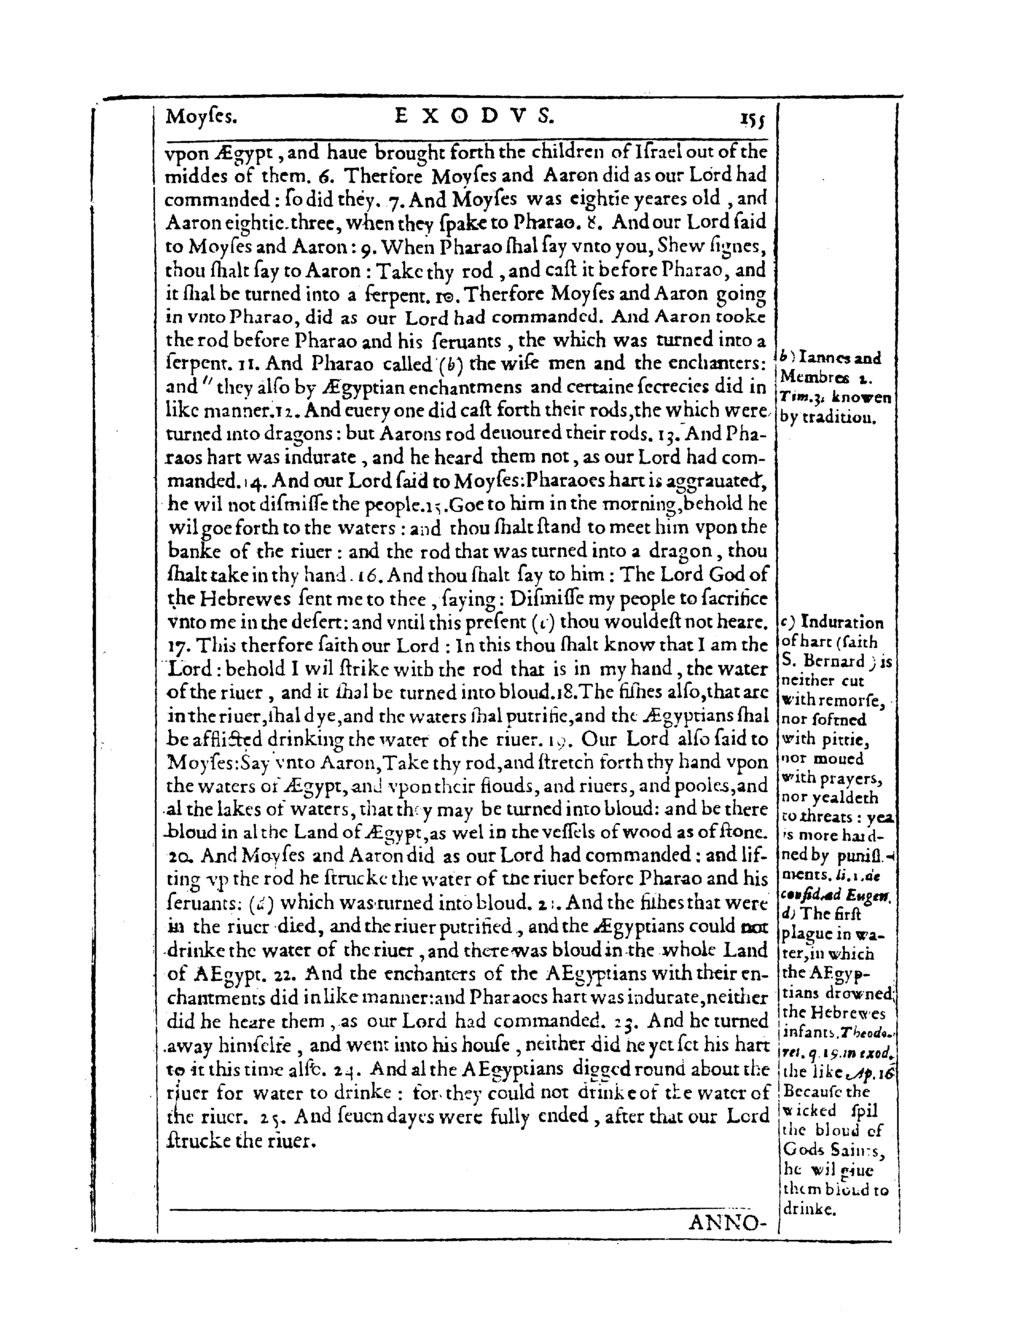 Moyſes. E X O D V S. 155
vpon Ægypt , and haue brought forth the children of Iſrael out of the
middes of them. 6. Therfore Moyſes and Aaron did as our Lord had
commanded : ſo did they. 7. And Moyſes was eightie yeares old , and
Aaron eightie-three, when they ſpake to Pharao. 8. And our Lord ſaid
to Moyſes and Aaron : 9. When Pharao ſhal ſay vnto you, Shew ſignes,
thou ſhalt ſay to Aaron : Take thy rod , and caſt it before Pharao, and
it ſhal be turned into a ſerpent. 10. Therfore Moyſes and Aaron going
in vnto Pharao, did as our Lord had commanded. And Aaron tooke
the rod before Pharao and his ſeruants , the which was turned into a
ſerpent. 11. And Pharao called (b) the wiſe men and the enchanters:
and " they alſo by Ægyptian enchantmens and certaine ſecrecies did in
like manner. 12. And euery one did caſt forth their rods, the which were
turned into dragons : but Aarons rod deuoured their rods. 13. And Pha-
raos hart was indurate , and he heard them not , as our Lord had com-
manded. 14. And our Lord ſaid to Moyſes: Pharaoes hart is aggrauated,
he wil not diſmiſſe the people. 15. Goe to him in the morning, behold he
wil goe forth to the waters : and thou ſhalt ſtand to meet him vpon the
banke of the riuer : and the rod that was turned into a dragon , thou
ſhalt take in thy hand. 16. And thou ſhalt ſay to him : The Lord God of
the Hebrewes ſent me to thee , ſaying : Diſmiſſe my people to ſacrifice
vnto me in the deſert: and vntil this preſent (c) thou wouldeſt not heare.
17. This therfore ſaith our Lord : In this thou ſhalt know that I am the
Lord : behold I wil ſtrike with the rod that is in my hand , the water
of the riuer , and it ſhal be turned into bloud. 18. The fiſhes alſo, that are
in the riuer, ſhal dye, and the waters ſhal putrifie, and the Ægyptians ſhal
be afflicted drinking the water of the riuer. 19. Our Lord alſo ſaid to
Moyſes: Say vnto Aaron, Take thy rod, and ſtretch forth thy hand vpon
the waters of Ægypt, and vpon their flouds, and riuers, and pooles, and
al the lakes of waters, that they may be turned into bloud: and be there
bloud in al the Land of Ægypt, as wel in the veſſels of wood as of ſtone.
20. And Moyſes and Aaron did as our Lord had commanded : and lif-
ting vp the rod he ſtrucke the water of the riuer before Pharao and his
ſeruants: (d) which was turned into bloud. 21. And the fiſhes that were
in the riuer died, and the riuer putrified , and the Ægyptians could not
drinke the water of the riuer , and there was bloud in the whole Land
of AEgypt. 22. And the enchanters of the AEgyptians with their en-
chantments did in like manner: and Pharaoes hart was indurate, neither
did he heare them , as our Lord had commanded. 23. And he turned
away himſelfe , and went into his houſe , neither did he yet ſet his hart
to it this time alſo. 24. And al the AEgyptians digged round about the
riuer for water to drinke : for they could not drinke of the water of
the riuer. 25. And ſeuen dayes were fully ended , after that our Lord
ſtrucke the riuer.
ANNO-
b) Iannes and
Membres 2.
Tim. 3. knowen
by tradition.
c) Induration
of hart (ſaith
S. Bernard ) is
neither cut
with remorſe,
nor ſoftned
with pittie,
nor moued
with prayers,
nor yealdeth
to threats : yea
is more hard-
ned by puniſh-
ments. li. 1. de
conſid. ad Eugen.
d) The firſt
plague in wa-
ter, in which
the AEgyp-
tians drowned
the Hebrewes
infants. Theodo-
ret. q. 19. in exod.
the like Ap. 16
Becauſe the
wicked ſpil
the bloud of
Gods Saints,
he wil giue
them bloud to
drinke.